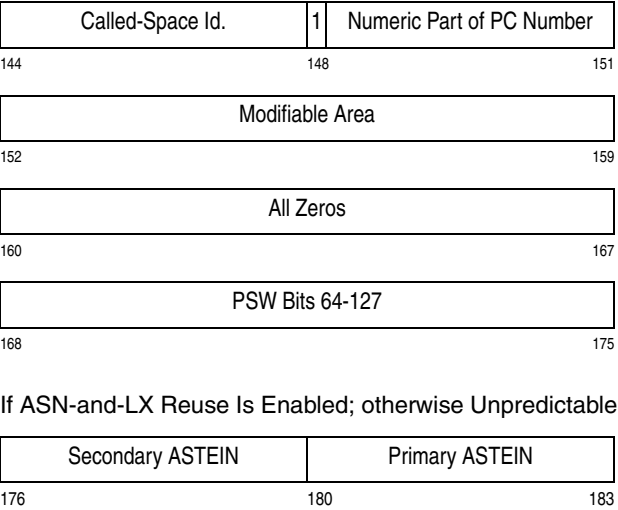 Called-Space Id. 1 Numeric Part of PC Number
144 148 151
Modifiable Area
152 159
All Zeros
160 167
PSW Bits 64-127
168 175
If ASN-and-LX Reuse Is Enabled; otherwise Unpredictable
Secondary ASTEIN Primary ASTEIN
176 180 183